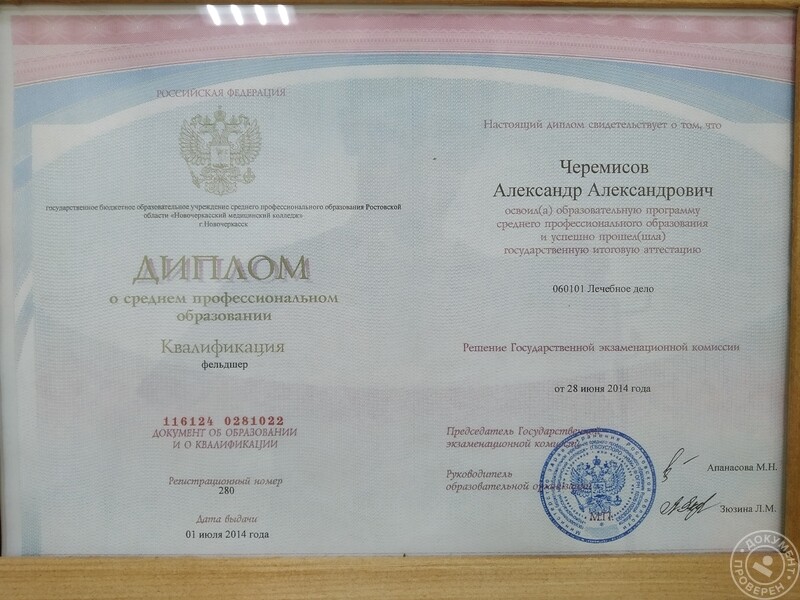 РОССИЙСКАЯ ФЕДЕРАЦИЯ
государственное бюджетное образовательное учреждение среднего профессионального образования Ростовской
области «Новочеркасский медицинский колледж»
г.Новочеркасск
ДИПЛОМ
о среднем профессиональном
образовании
Квалификация
фельдшер
116124 0281022
ДОКУМЕНТ ОБ ОБРАЗОВАНИИ
И О КВАЛИФИКАЦИИ
Регистрационный номер
280
Дата выдачи
01 июля 2014 года
Настоящий диплом свидетельствует о том, что
Черемисов
Александр Александрович
освоил(а) образовательную программу
среднего профессионального образования
и успешно прошел(шла)
государственную итоговую аттестацию
060101 Лечебное дело
Решение Государственной экзаменационной комиссии
от 28 июня 2014 года
Председатель Государственной
экзаменационной комиссии
Апанасова М.Н.
Руководитель
образовательной организации
Зюзина Л.М.
М.П.
ДОКУМЕНТ
ПРОВЕРЕН